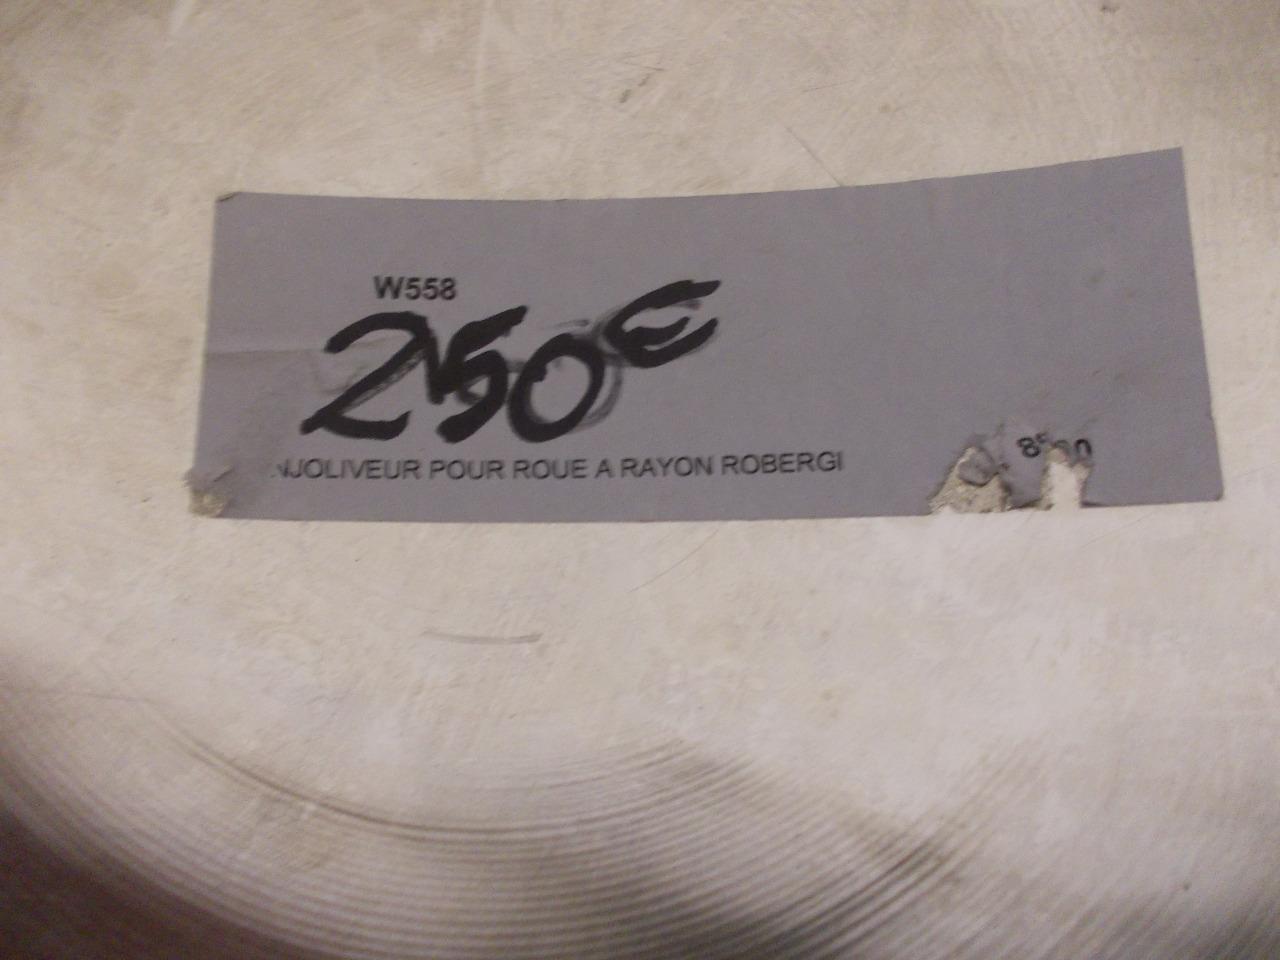 W558
250€
NJOLIVEUR POUR ROUE A RAYON ROBERGI